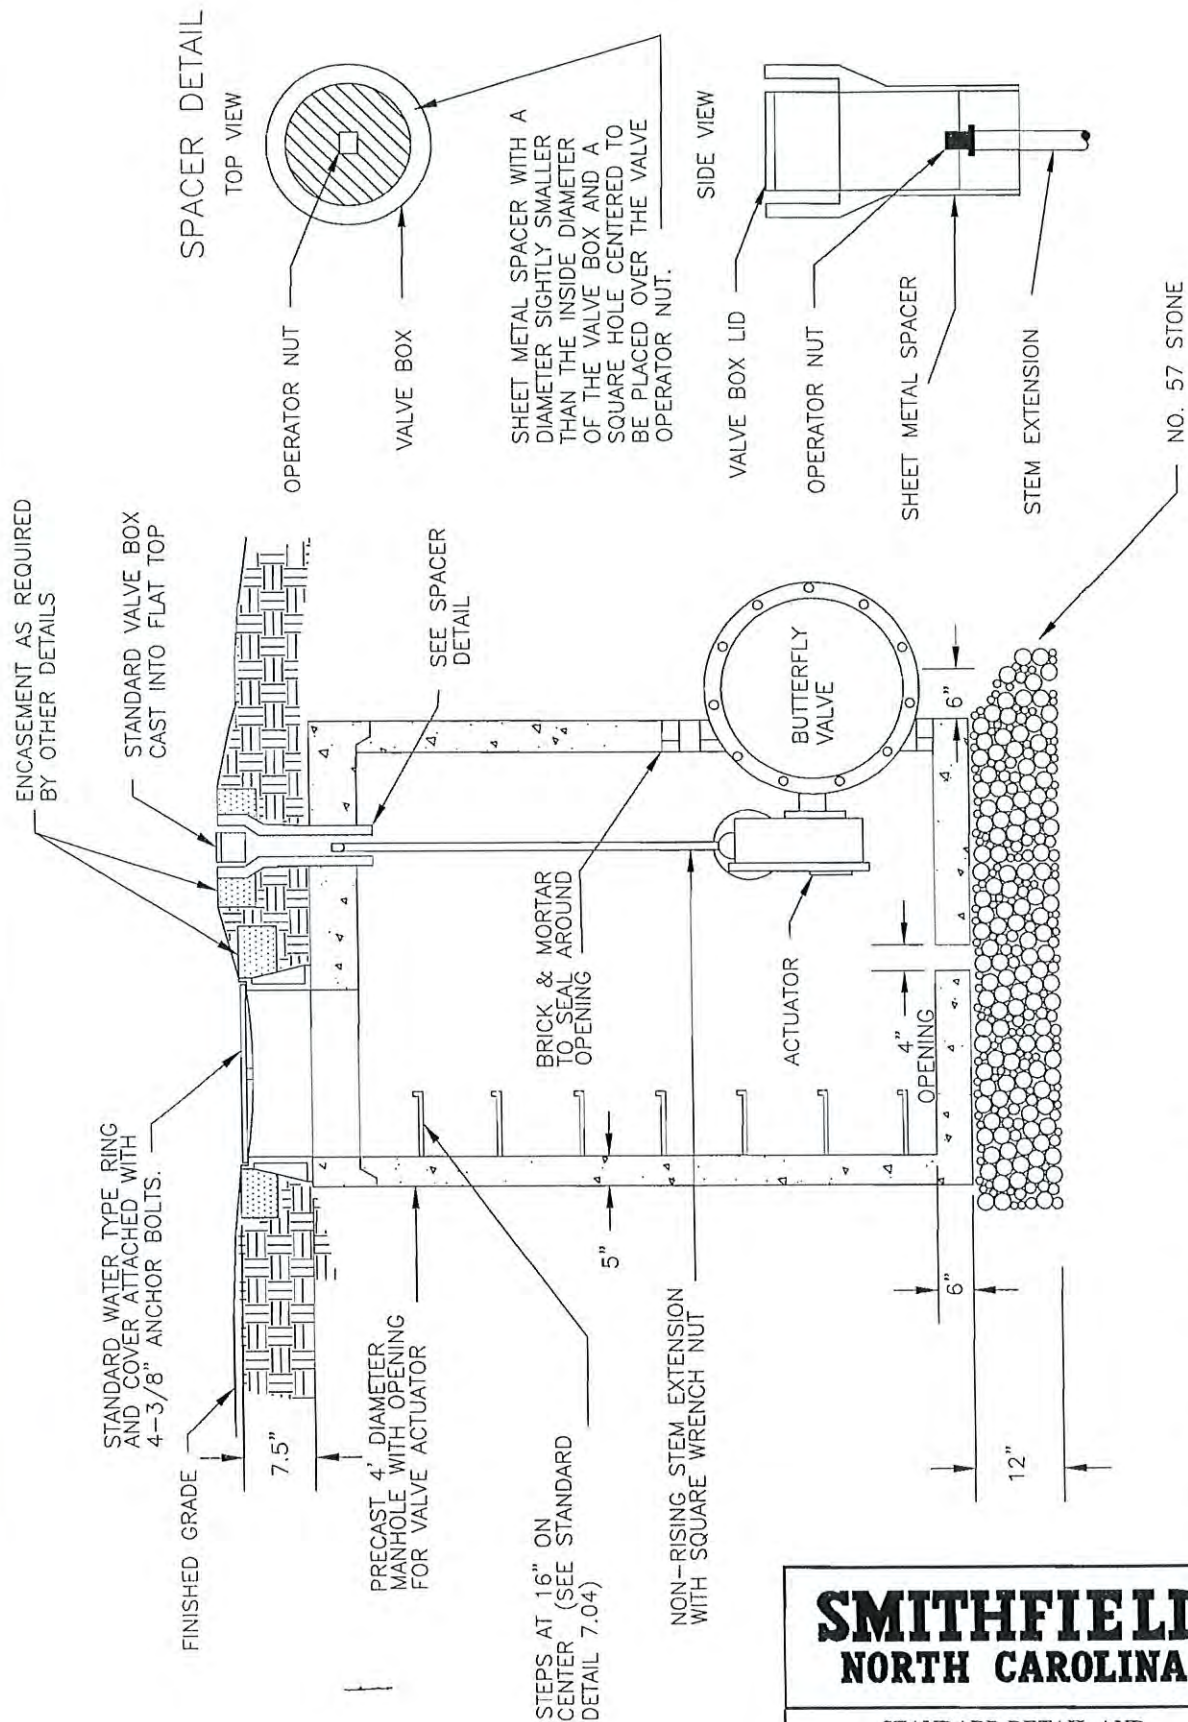 SPACER DETAIL
TOP VIEW
OPERATOR NUT
VALVE BOX
SHEET METAL SPACER WITH A
DIAMETER SIGHTLY SMALLER
THAN THE INSIDE DIAMETER
OF THE VALVE BOX AND A
SQUARE HOLE CENTERED TO
BE PLACED OVER THE VALVE
OPERATOR NUT.
SIDE VIEW
VALVE BOX LID
OPERATOR NUT
SHEET METAL SPACER
STEM EXTENSION
NO. 57 STONE
ENCASEMENT AS REQUIRED
BY OTHER DETAILS
STANDARD VALVE BOX
CAST INTO FLAT TOP
SEE SPACER
DETAIL
STANDARD WATER TYPE RING
AND COVER ATTACHED WITH
4-3/8" ANCHOR BOLTS.
FINISHED GRADE
7.5"
PRECAST 4' DIAMETER
MANHOLE WITH OPENING
FOR VALVE ACTUATOR
STEPS AT 16" ON
CENTER (SEE STANDARD
DETAIL 7.04)
NON-RISING STEM EXTENSION
WITH SQUARE WRENCH NUT
BRICK & MORTAR
TO SEAL AROUND
OPENING
ACTUATOR
BUTTERFLY
VALVE
4"
OPENING
5"
6"
6"
12"
SMITHFIELD
NORTH CAROLINA